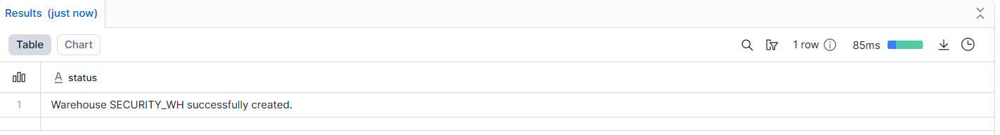 Results (just now)
Table Chart 1 row 85ms
A status
1 Warehouse SECURITY_WH successfully created.